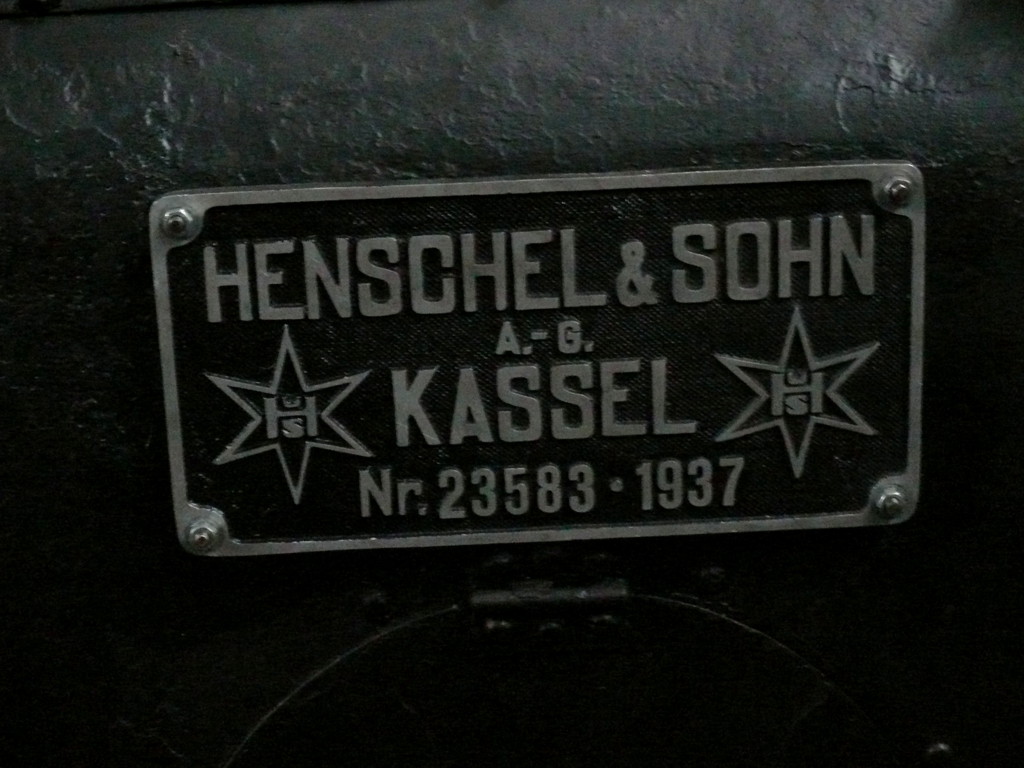 HENSCHEL & SOHN
A.-G.
KASSEL
H&S H&S
Nr. 23583 · 1937